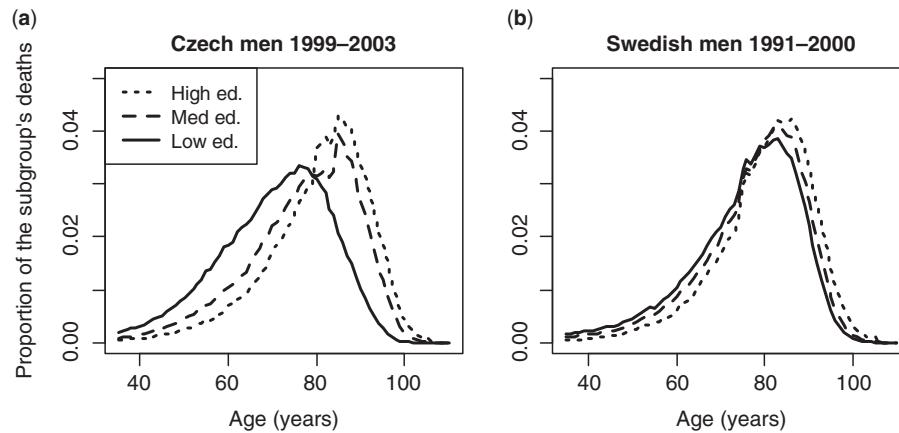 (a)
Czech men 1999–2003
High ed.
Med ed.
Low ed.
Proportion of the subgroup's deaths
0.04
0.02
0.00
40 60 80 100
Age (years)
(b)
Swedish men 1991–2000
0.04
0.02
0.00
40 60 80 100
Age (years)